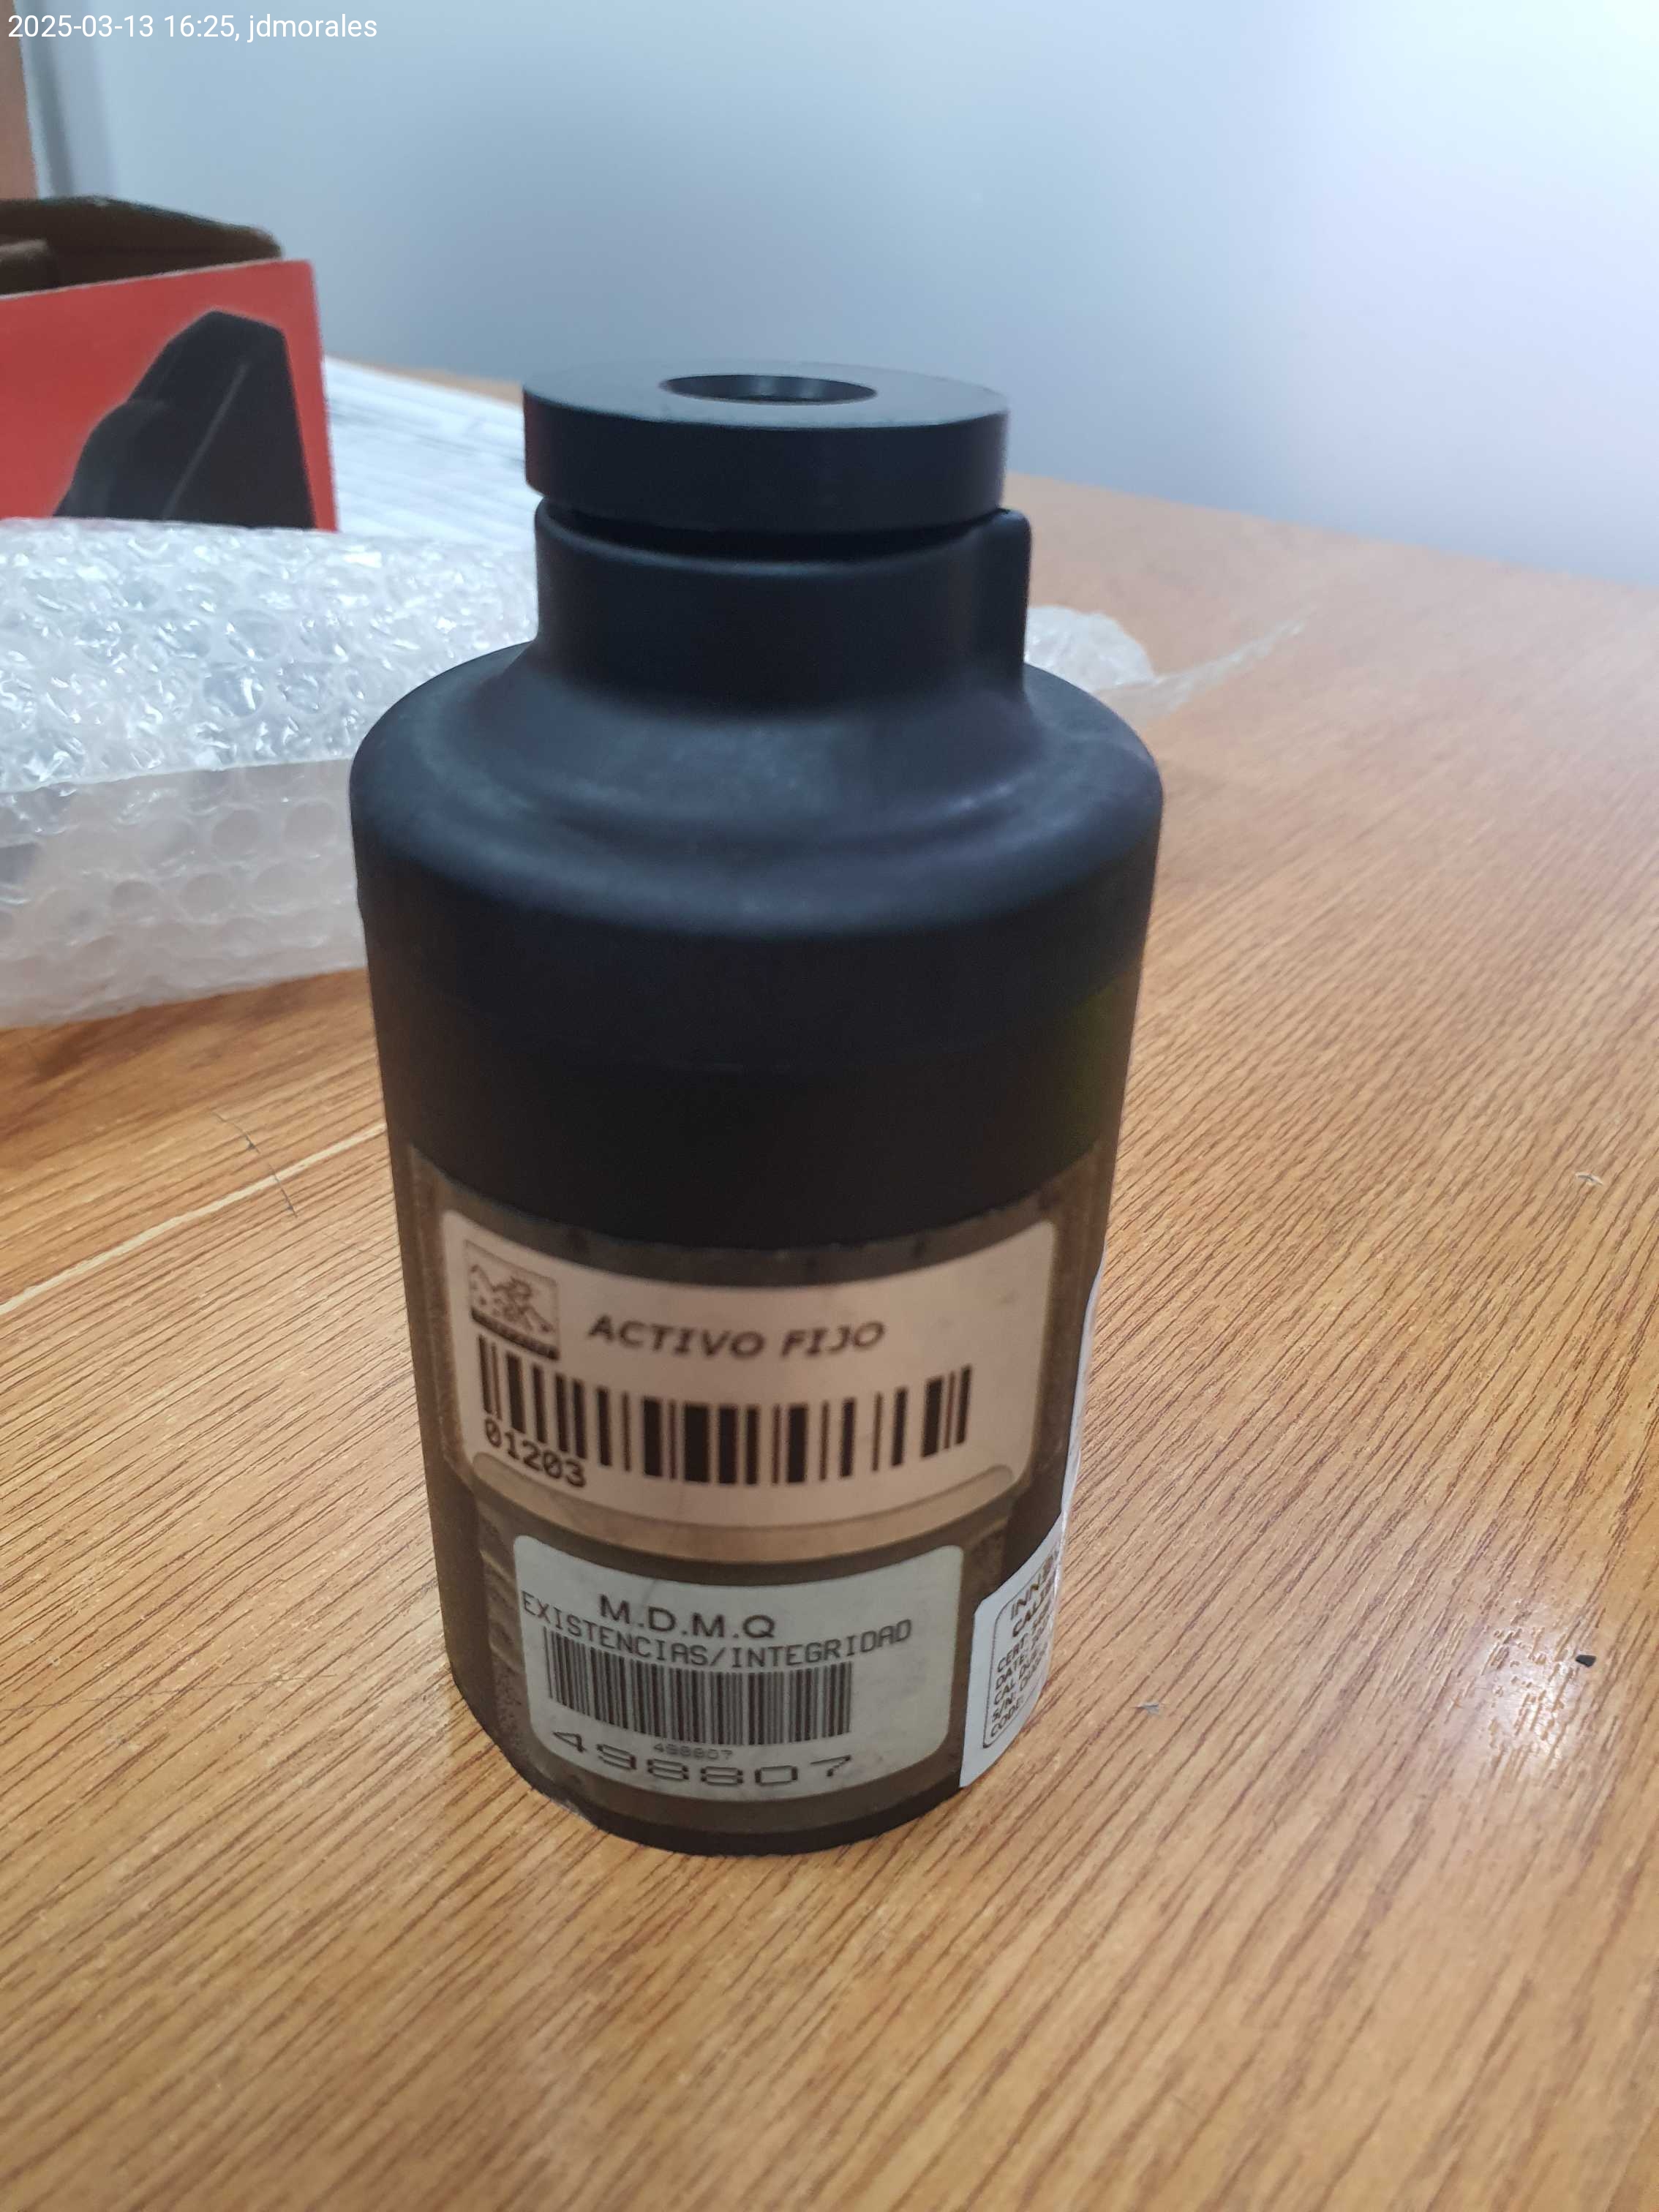 2025-03-13 16:25, jdmorales
ACTIVO FIJO
01203
M.D.M.Q
EXISTENCIAS/INTEGRIDAD
498807
498807